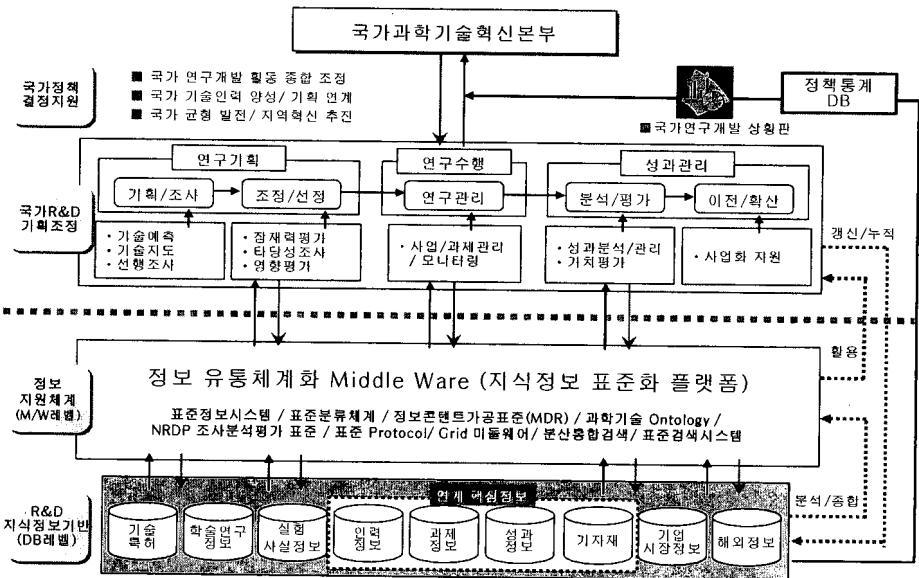 국가과학기술혁신본부
국가정책
결정지원
■ 국가 연구개발 활동 종합 조정
■ 국가 기술인력 양성/ 기획 연계
■ 국가 균형 발전/ 지역혁신 추진
정책통계
DB
■국가연구개발 상황판
연구기획
연구수행
성과관리
기획/조사
조정/선정
연구관리
분석/평가
이전/확산
국가R&D
기획조정
· 기술예측
· 기술지도
· 선행조사
· 잠재력평가
· 타당성조사
· 영향평가
· 사업/과제관리
/ 모니터링
· 성과분석/관리
· 가치평가
· 사업화 지원
갱신/누적
활용
정보
지원체계
(M/W레벨)
정보 유통체계화 Middle Ware (지식정보 표준화 플랫폼)
표준정보시스템 / 표준분류체계 / 정보콘텐트가공표준(MDR) / 과학기술 Ontology /
NRDP 조사분석평가 표준 / 표준 Protocol/ Grid 미들웨어/ 분산통합검색/ 표준검색시스템
분석/종합
R&D
지식정보기반
(DB레벨)
연계 핵심정보
기술
특허
학술연구
정보
실험
사실정보
인력
정보
과제
정보
성과
정보
기자재
기업
시장정보
해외정보